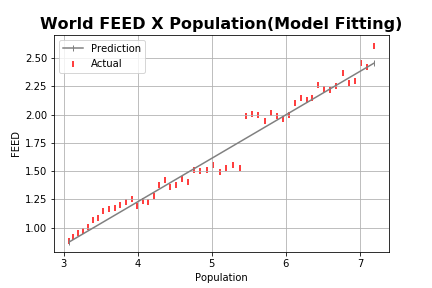 World FEED X Population(Model Fitting)
Prediction
Actual
2.50
2.25
2.00
1.75
1.50
1.25
1.00
FEED
3 4 5 6 7
Population